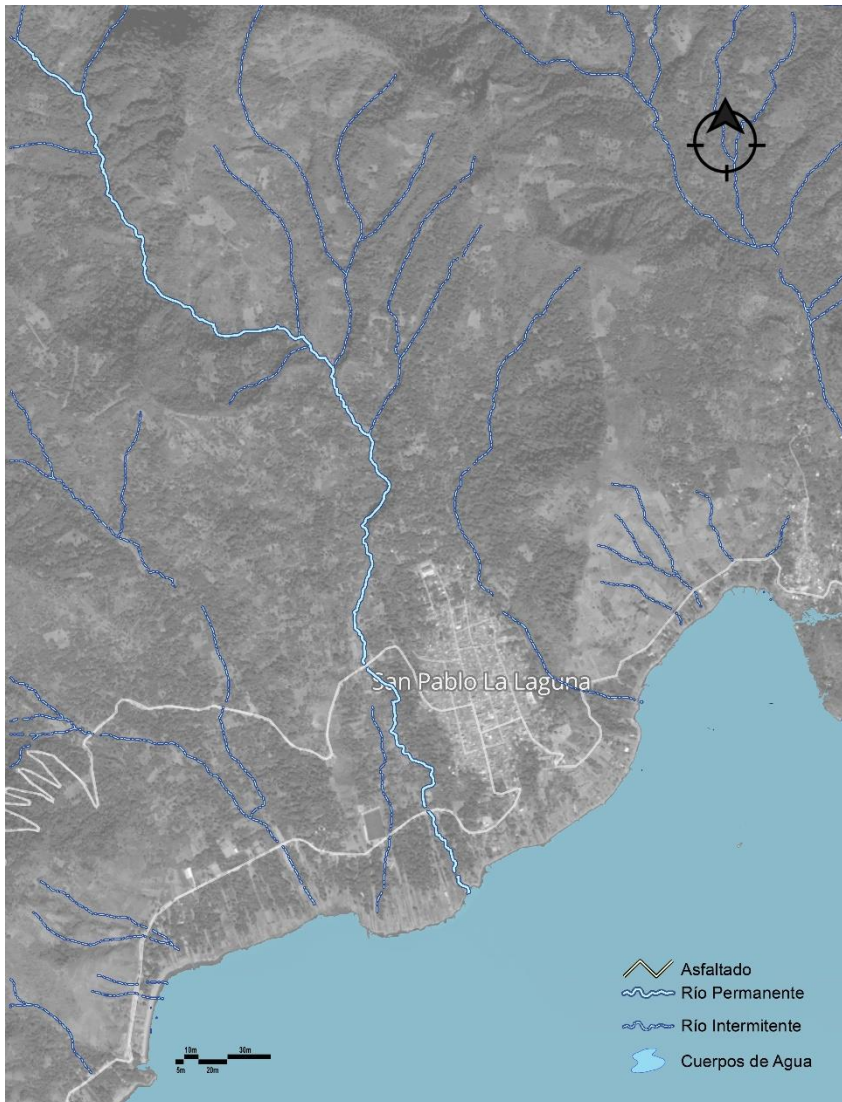 San Pablo La Laguna
Asfaltado
Río Permanente
Río Intermitente
Cuerpos de Agua
10m 30m
5m 20m